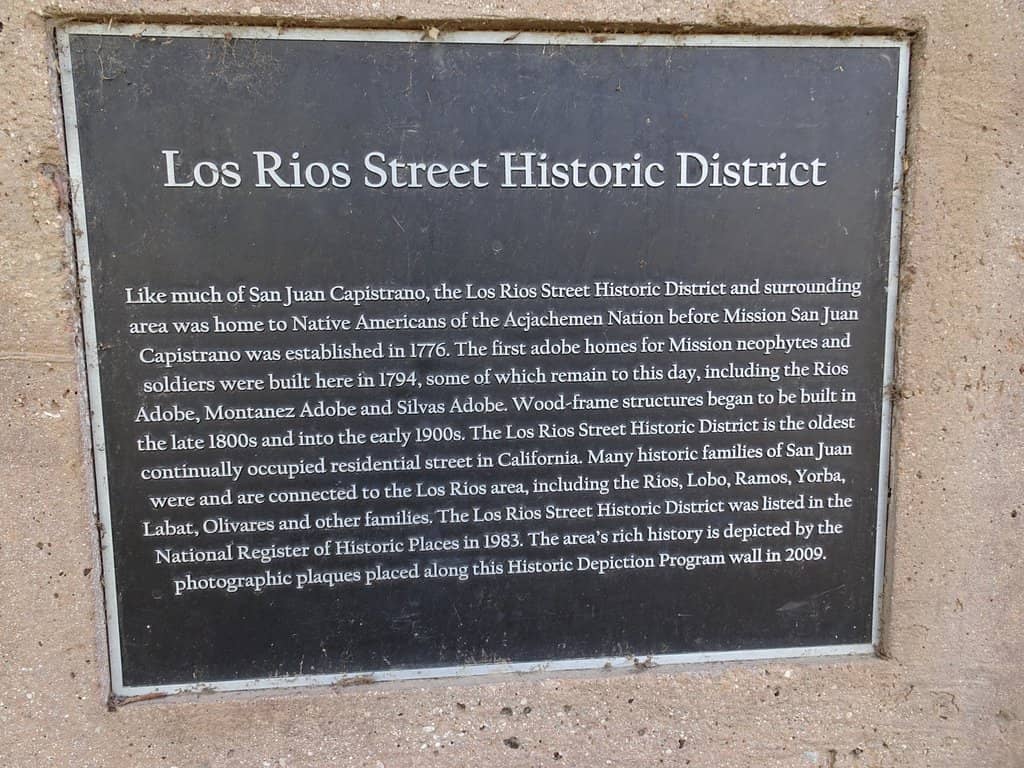 Los Rios Street Historic District
Like much of San Juan Capistrano, the Los Rios Street Historic District and surrounding
area was home to Native Americans of the Acjachemen Nation before Mission San Juan
Capistrano was established in 1776. The first adobe homes for Mission neophytes and
soldiers were built here in 1794, some of which remain to this day, including the Rios
Adobe, Montanez Adobe and Silvas Adobe. Wood-frame structures began to be built in
the late 1800s and into the early 1900s. The Los Rios Street Historic District is the oldest
continually occupied residential street in California. Many historic families of San Juan
were and are connected to the Los Rios area, including the Rios, Lobo, Ramos, Yorba,
Labat, Olivares and other families. The Los Rios Street Historic District was listed in the
National Register of Historic Places in 1983. The area's rich history is depicted by the
photographic plaques placed along this Historic Depiction Program wall in 2009.